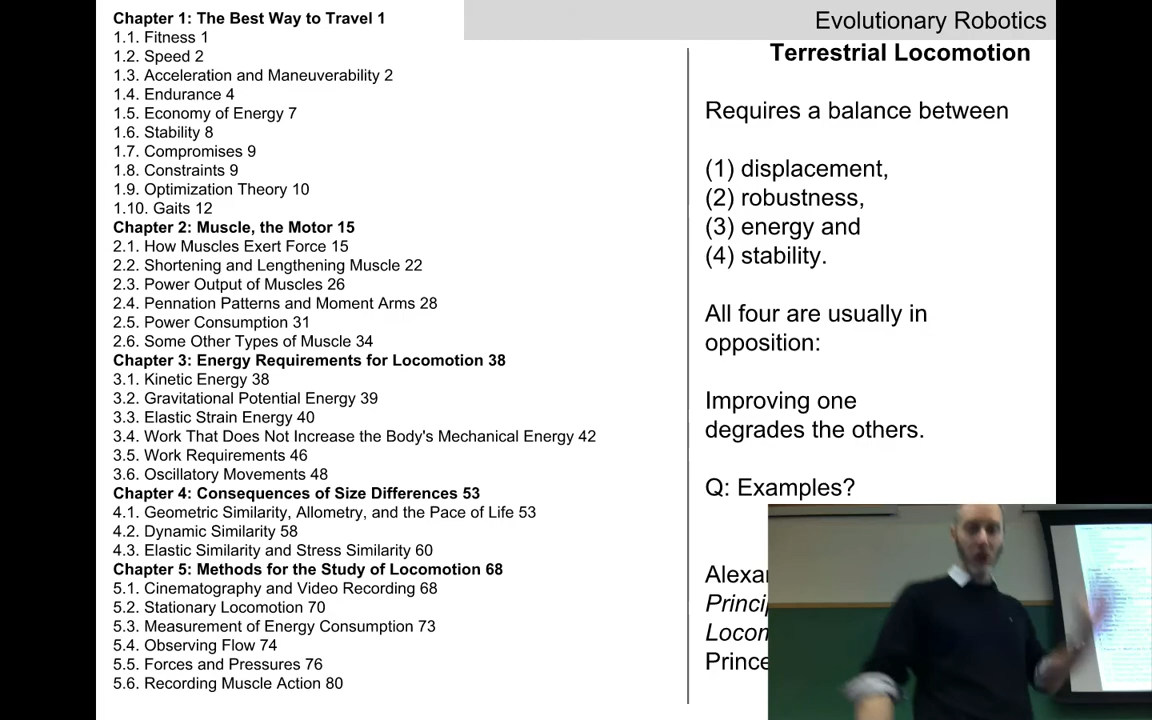 Chapter 1: The Best Way to Travel 1
1.1. Fitness 1
1.2. Speed 2
1.3. Acceleration and Maneuverability 2
1.4. Endurance 4
1.5. Economy of Energy 7
1.6. Stability 8
1.7. Compromises 9
1.8. Constraints 9
1.9. Optimization Theory 10
1.10. Gaits 12
Chapter 2: Muscle, the Motor 15
2.1. How Muscles Exert Force 15
2.2. Shortening and Lengthening Muscle 22
2.3. Power Output of Muscles 26
2.4. Pennation Patterns and Moment Arms 28
2.5. Power Consumption 31
2.6. Some Other Types of Muscle 34
Chapter 3: Energy Requirements for Locomotion 38
3.1. Kinetic Energy 38
3.2. Gravitational Potential Energy 39
3.3. Elastic Strain Energy 40
3.4. Work That Does Not Increase the Body's Mechanical Energy 42
3.5. Work Requirements 46
3.6. Oscillatory Movements 48
Chapter 4: Consequences of Size Differences 53
4.1. Geometric Similarity, Allometry, and the Pace of Life 53
4.2. Dynamic Similarity 58
4.3. Elastic Similarity and Stress Similarity 60
Chapter 5: Methods for the Study of Locomotion 68
5.1. Cinematography and Video Recording 68
5.2. Stationary Locomotion 70
5.3. Measurement of Energy Consumption 73
5.4. Observing Flow 74
5.5. Forces and Pressures 76
5.6. Recording Muscle Action 80
Evolutionary Robotics
Terrestrial Locomotion
Requires a balance between
(1) displacement,
(2) robustness,
(3) energy and
(4) stability.
All four are usually in
opposition:
Improving one
degrades the others.
Q: Examples?